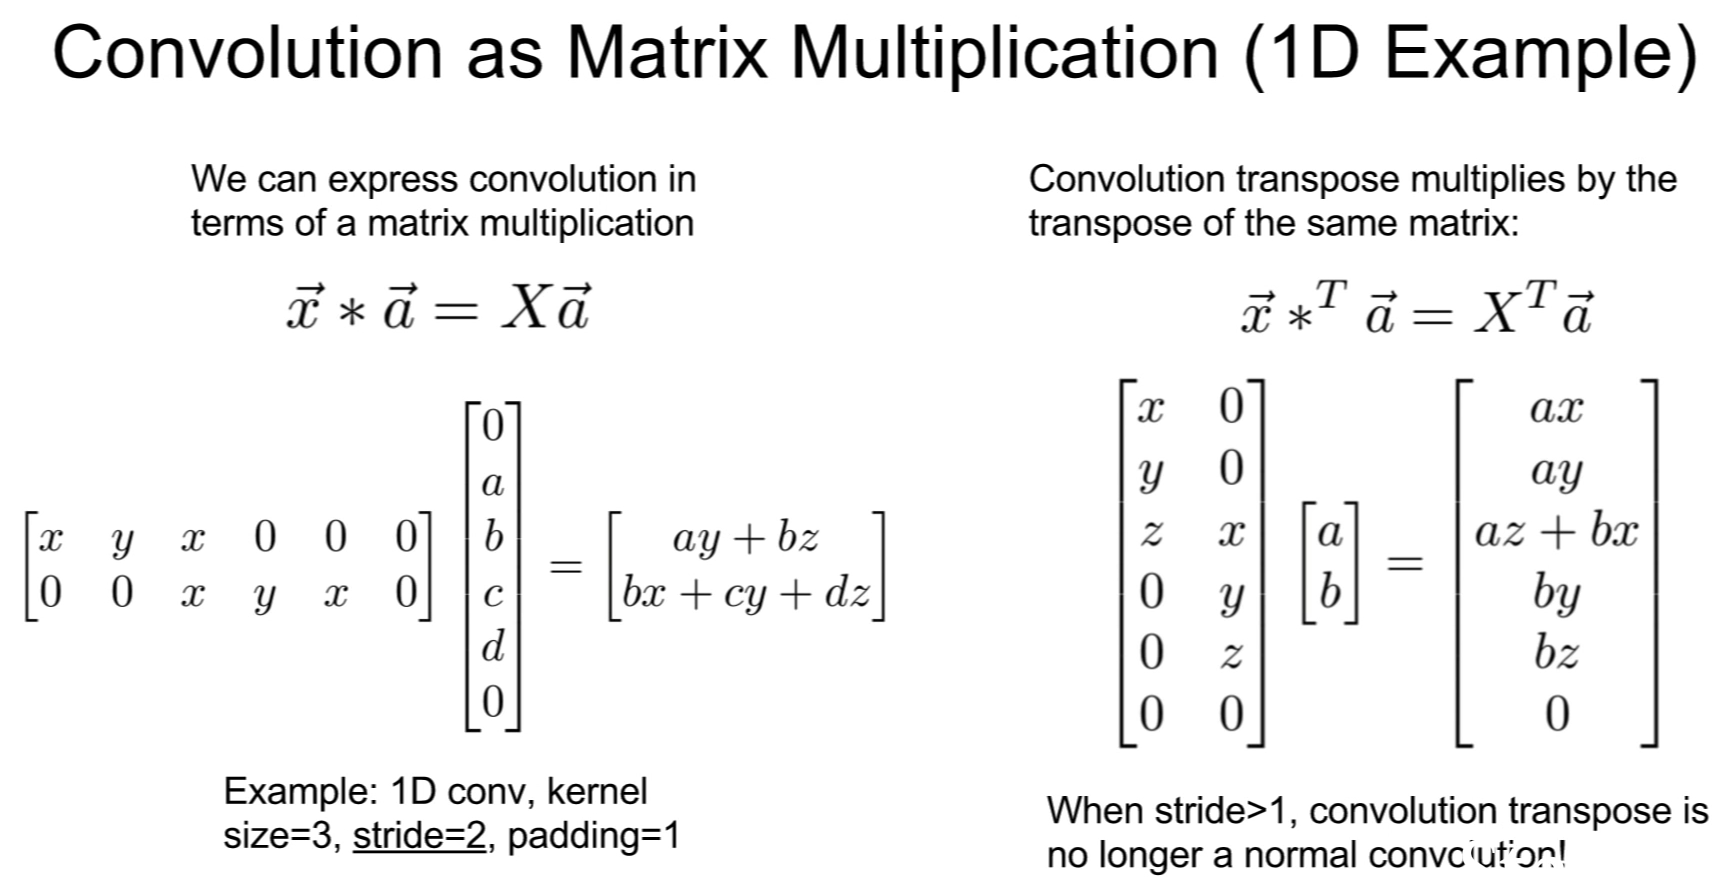 Convolution as Matrix Multiplication (1D Example)
We can express convolution in
terms of a matrix multiplication
$\vec{x} * \vec{a} = X\vec{a}$
$\begin{bmatrix} x & y & x & 0 & 0 & 0 \\ 0 & 0 & x & y & x & 0 \end{bmatrix} \begin{bmatrix} 0 \\ a \\ b \\ c \\ d \\ 0 \end{bmatrix} = \begin{bmatrix} ay + bz \\ bx + cy + dz \end{bmatrix}$
Example: 1D conv, kernel
size=3, stride=2, padding=1
Convolution transpose multiplies by the
transpose of the same matrix:
$\vec{x} *^T \vec{a} = X^T\vec{a}$
$\begin{bmatrix} x & 0 \\ y & 0 \\ z & x \\ 0 & y \\ 0 & z \\ 0 & 0 \end{bmatrix} \begin{bmatrix} a \\ b \end{bmatrix} = \begin{bmatrix} ax \\ ay \\ az + bx \\ by \\ bz \\ 0 \end{bmatrix}$
When stride>1, convolution transpose is
no longer a normal convolution!